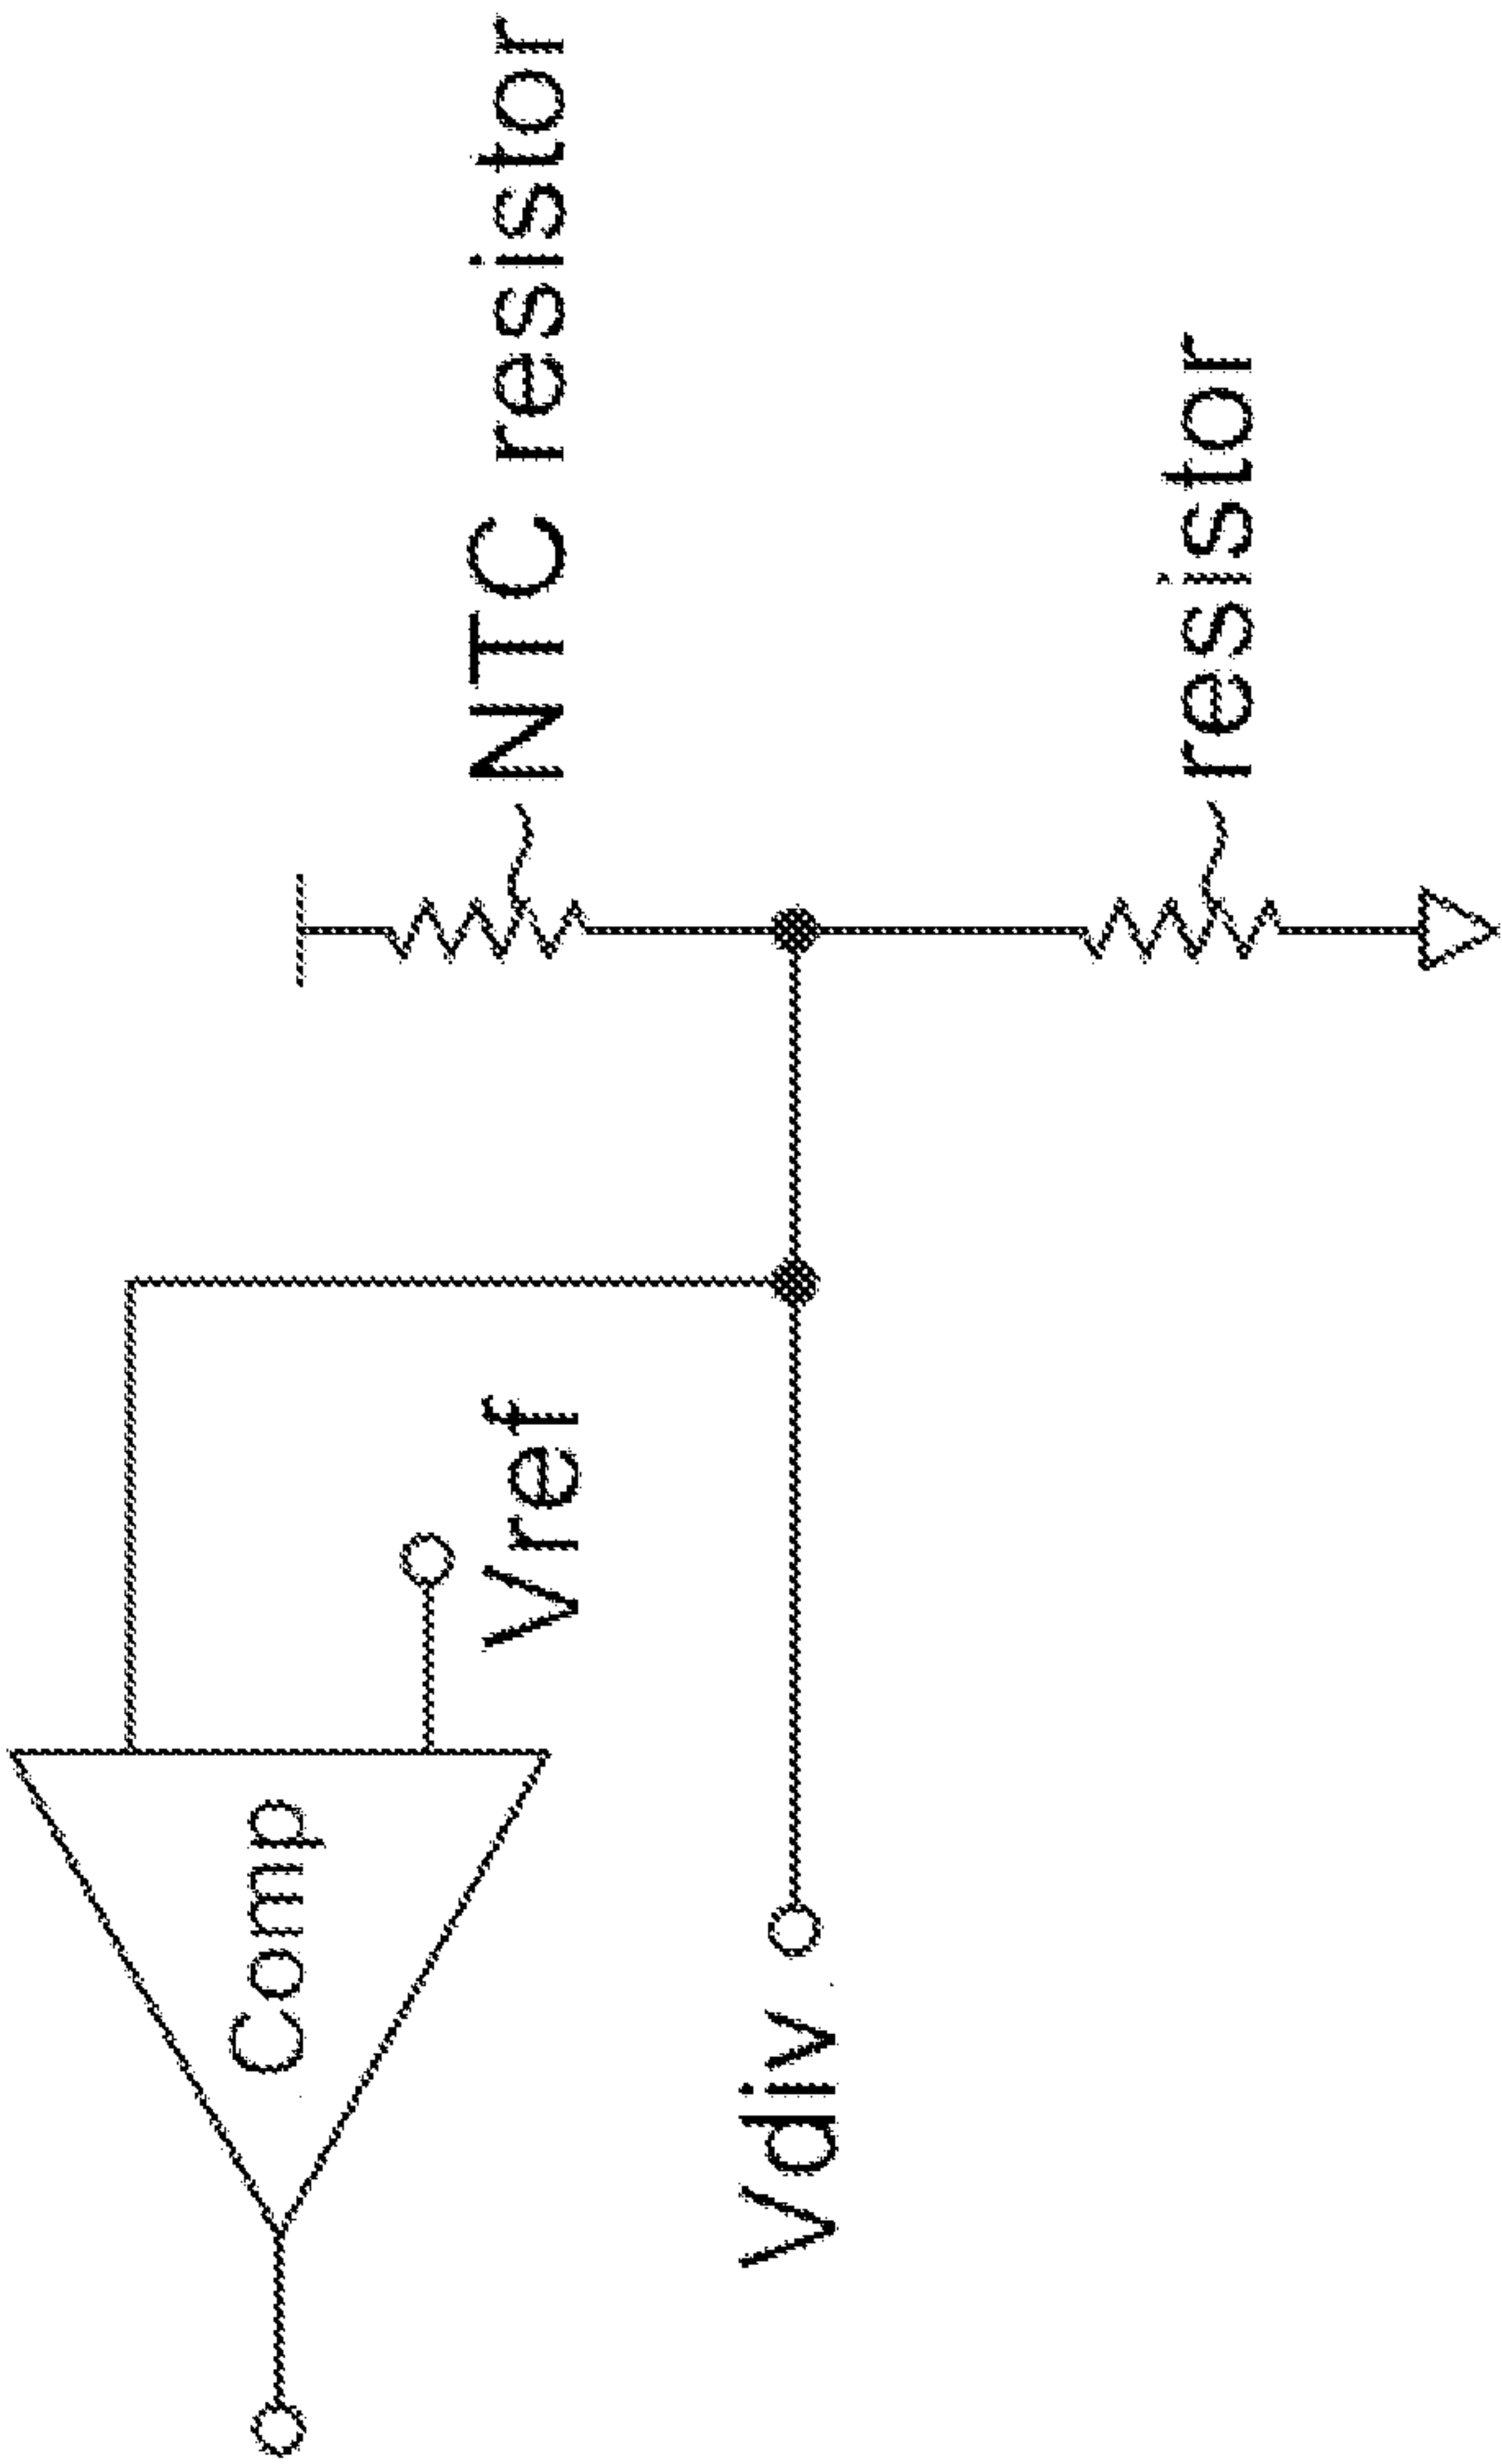 Comp
Vref
NTC resistor
Vdiv
resistor